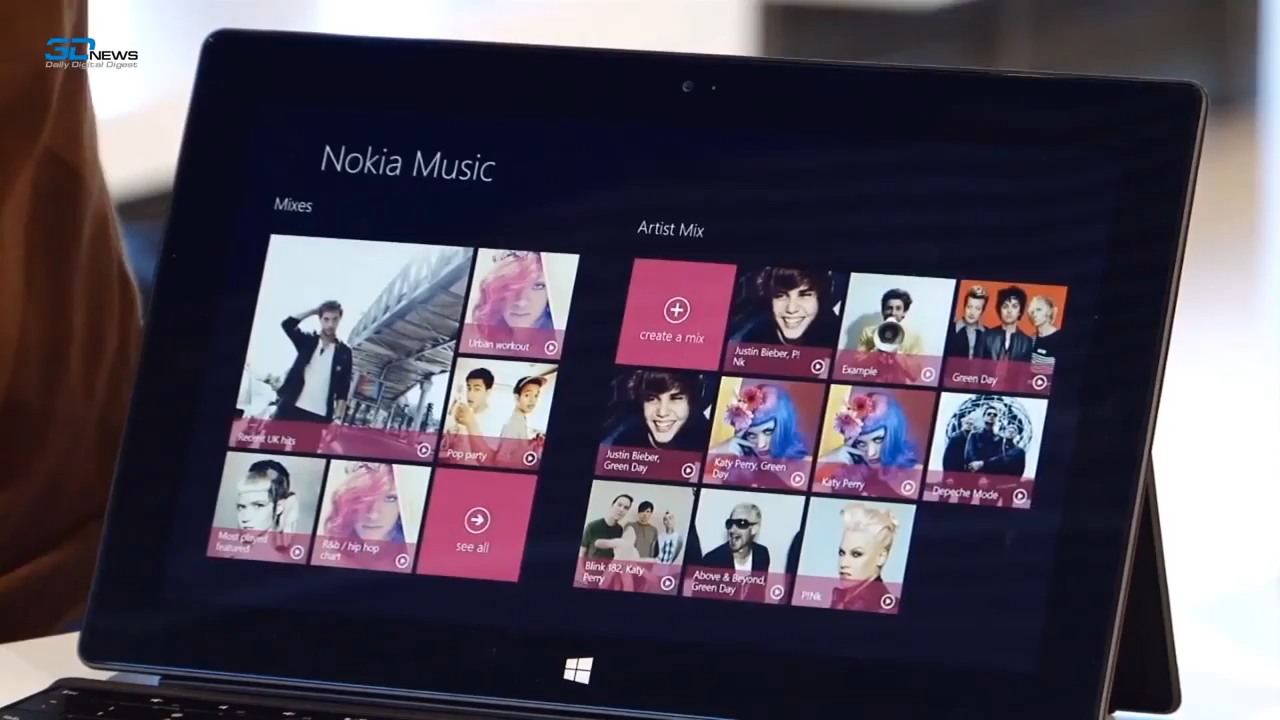 3DNEWS
Daily Digital Digest
Nokia Music
Mixes
Recent UK hits
Urban workout
Pop party
Most played
featured
R&b / hip hop
chart
see all
Artist Mix
create a mix
Justin Bieber, P!
Nk
Example
Green Day
Justin Bieber,
Green Day
Katy Perry, Green
Day
Katy Perry
Depeche Mode
Blink 182, Katy
Perry
Above & Beyond,
Green Day
P!Nk